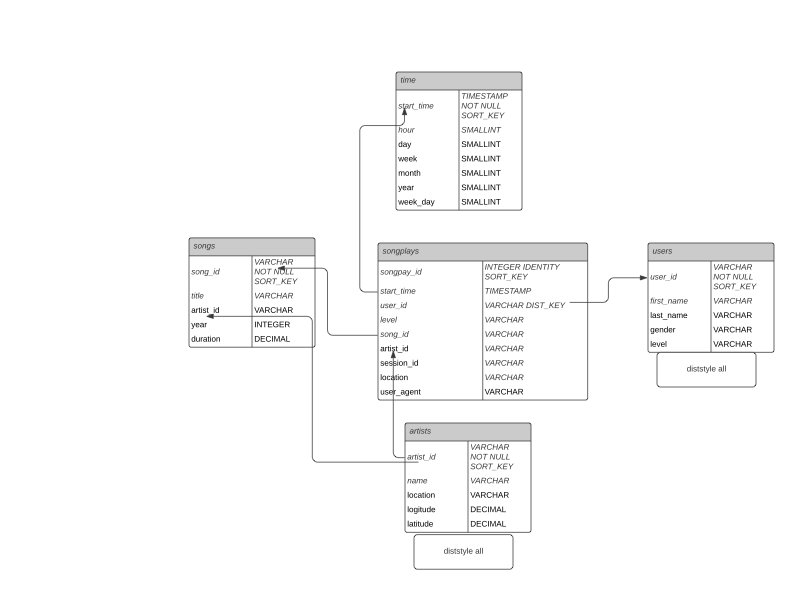 time
start_time TIMESTAMP
NOT NULL
SORT_KEY
hour SMALLINT
day SMALLINT
week SMALLINT
month SMALLINT
year SMALLINT
week_day SMALLINT
songs
song_id VARCHAR
NOT NULL
SORT_KEY
title VARCHAR
artist_id VARCHAR
year INTEGER
duration DECIMAL
songplays
songpay_id INTEGER IDENTITY
SORT_KEY
start_time TIMESTAMP
user_id VARCHAR DIST_KEY
level VARCHAR
song_id VARCHAR
artist_id VARCHAR
session_id VARCHAR
location VARCHAR
user_agent VARCHAR
users
user_id VARCHAR
NOT NULL
SORT_KEY
first_name VARCHAR
last_name VARCHAR
gender VARCHAR
level VARCHAR
diststyle all
artists
artist_id VARCHAR
NOT NULL
SORT_KEY
name VARCHAR
location VARCHAR
logitude DECIMAL
latitude DECIMAL
diststyle all